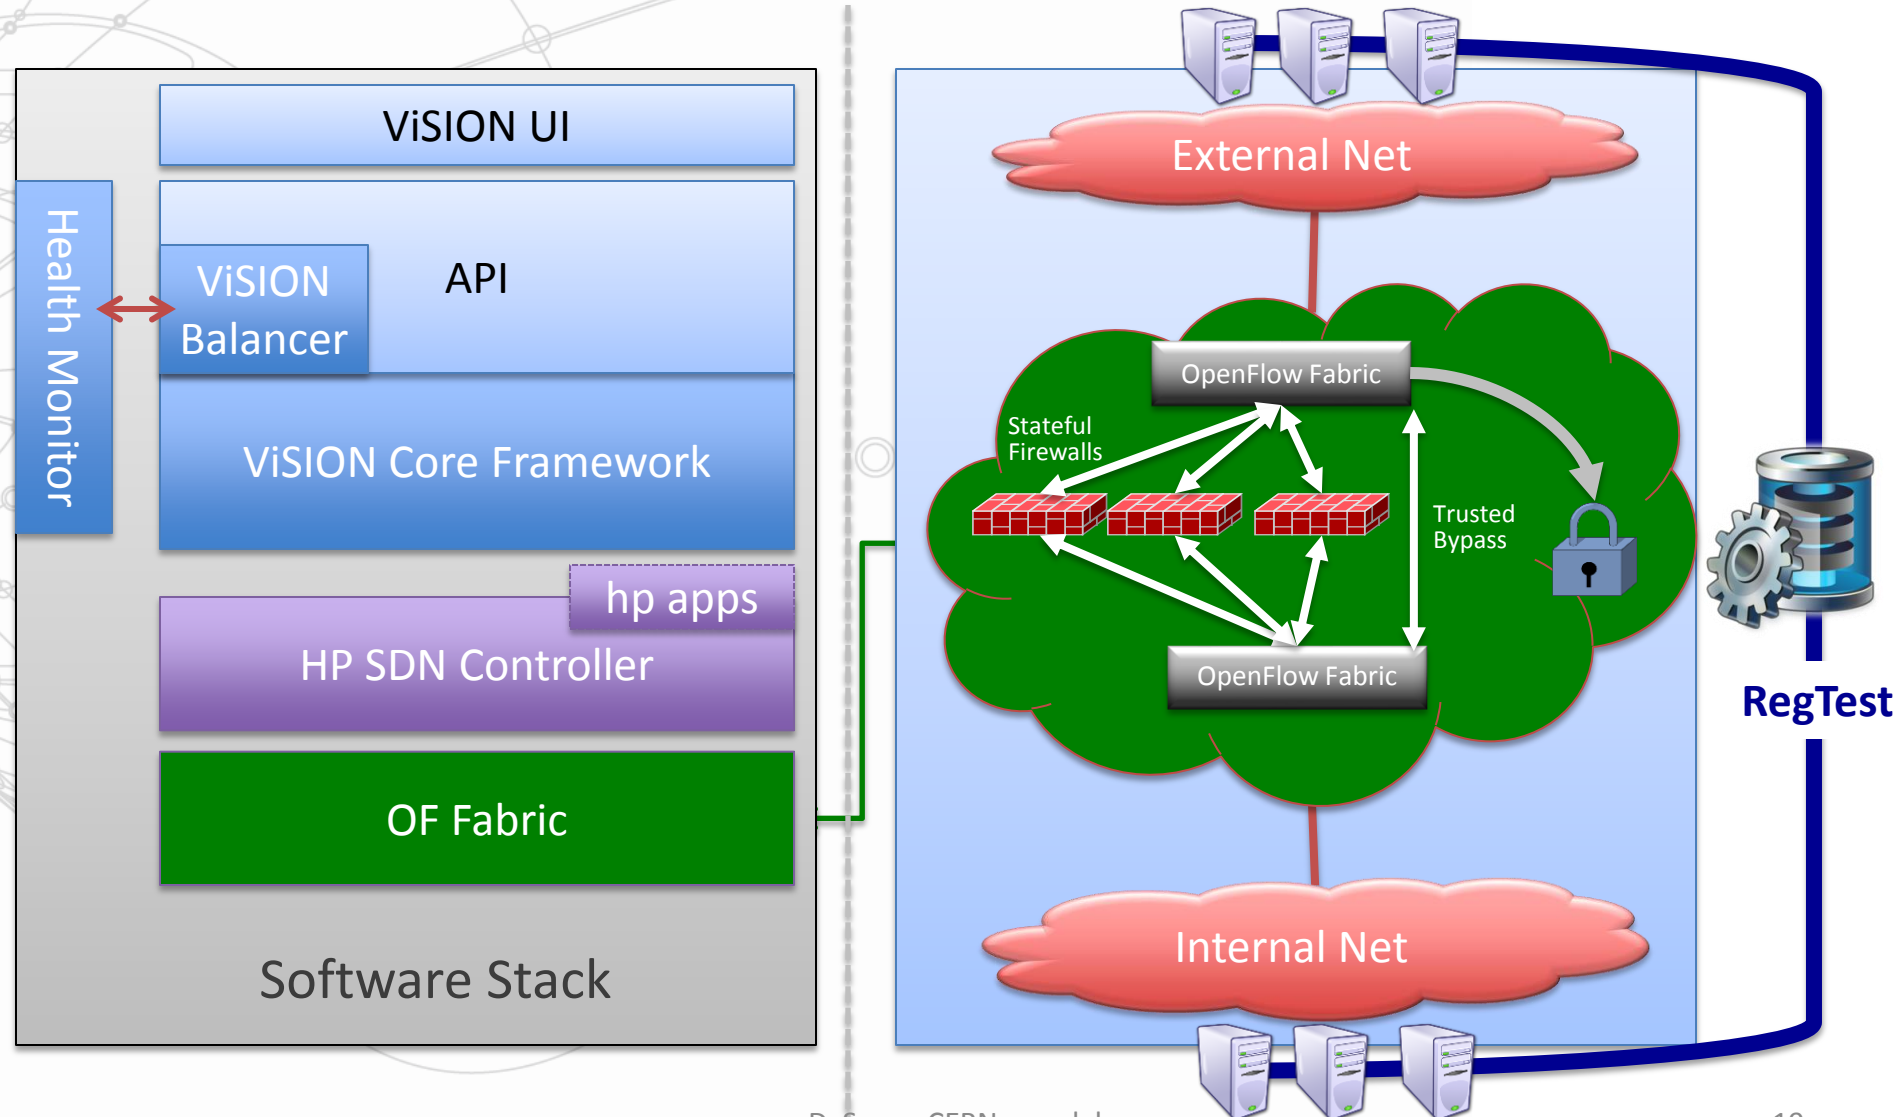 ViSION UI
Health Monitor
API
ViSION
Balancer
ViSION Core Framework
hp apps
HP SDN Controller
OF Fabric
Software Stack
External Net
OpenFlow Fabric
Stateful
Firewalls
Trusted
Bypass
OpenFlow Fabric
Internal Net
RegTest